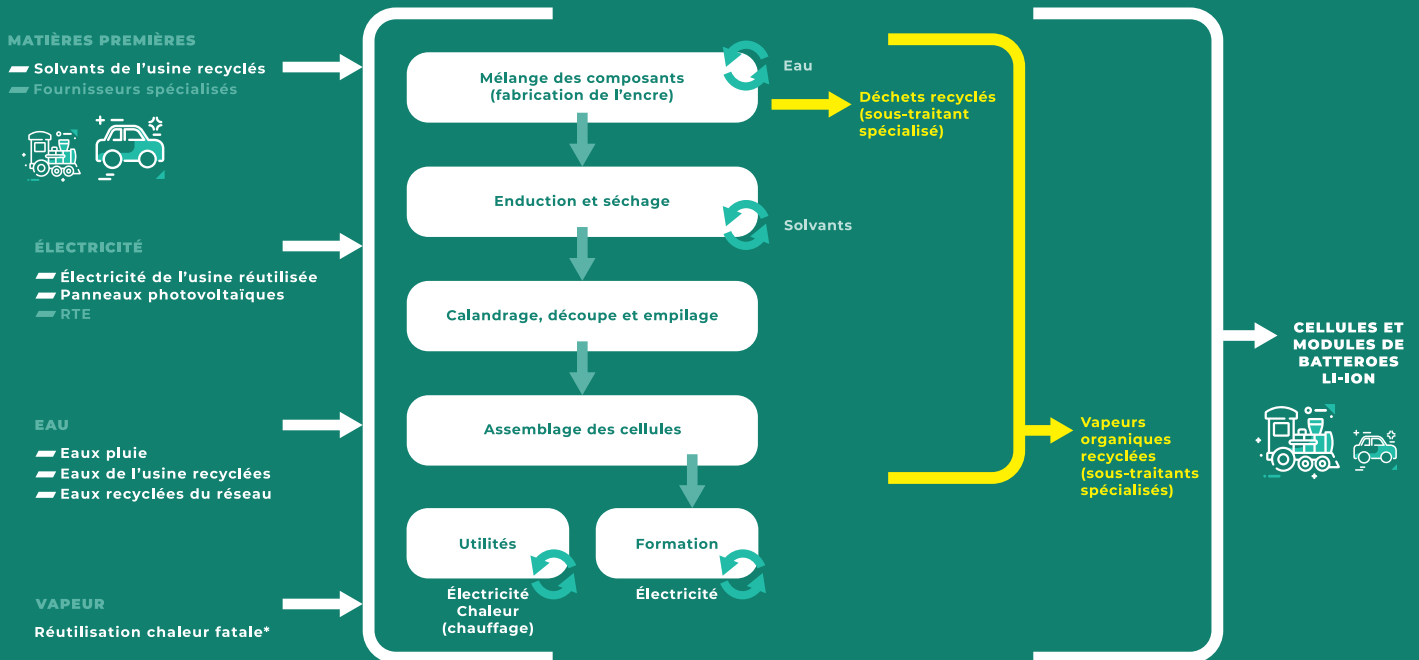 MATIÈRES PREMIÈRES
Solvants de l'usine recyclés
Fournisseurs spécialisés
ÉLECTRICITÉ
Électricité de l'usine réutilisée
Panneaux photovoltaïques
RTE
EAU
Eaux pluie
Eaux de l'usine recyclées
Eaux recyclées du réseau
VAPEUR
Réutilisation chaleur fatale*
Mélange des composants
(fabrication de l'encre)
Eau
Déchets recyclés
(sous-traitant
spécialisé)
Enduction et séchage
Solvants
Calandrage, découpe et empilage
Assemblage des cellules
Utilités
Électricité
Chaleur
(chauffage)
Formation
Électricité
Vapeurs
organiques
recyclées
(sous-traitants
spécialisés)
CELLULES ET
MODULES DE
BATTEROES
LI-ION